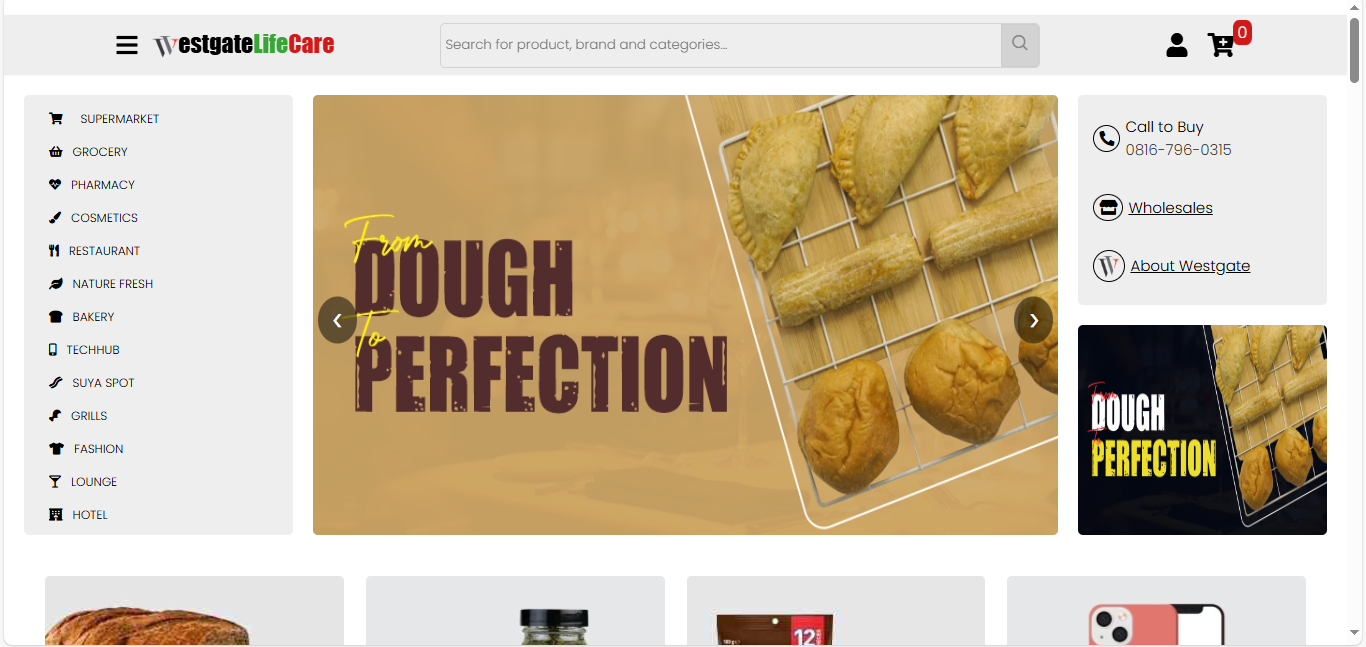 WestgateLifeCare
Search for product, brand and categories...
0
SUPERMARKET
GROCERY
PHARMACY
COSMETICS
RESTAURANT
NATURE FRESH
BAKERY
TECHHUB
SUYA SPOT
GRILLS
FASHION
LOUNGE
HOTEL
From
DOUGH
To
PERFECTION
Call to Buy
0816-796-0315
Wholesales
W
About Westgate
From
DOUGH
To
PERFECTION
12